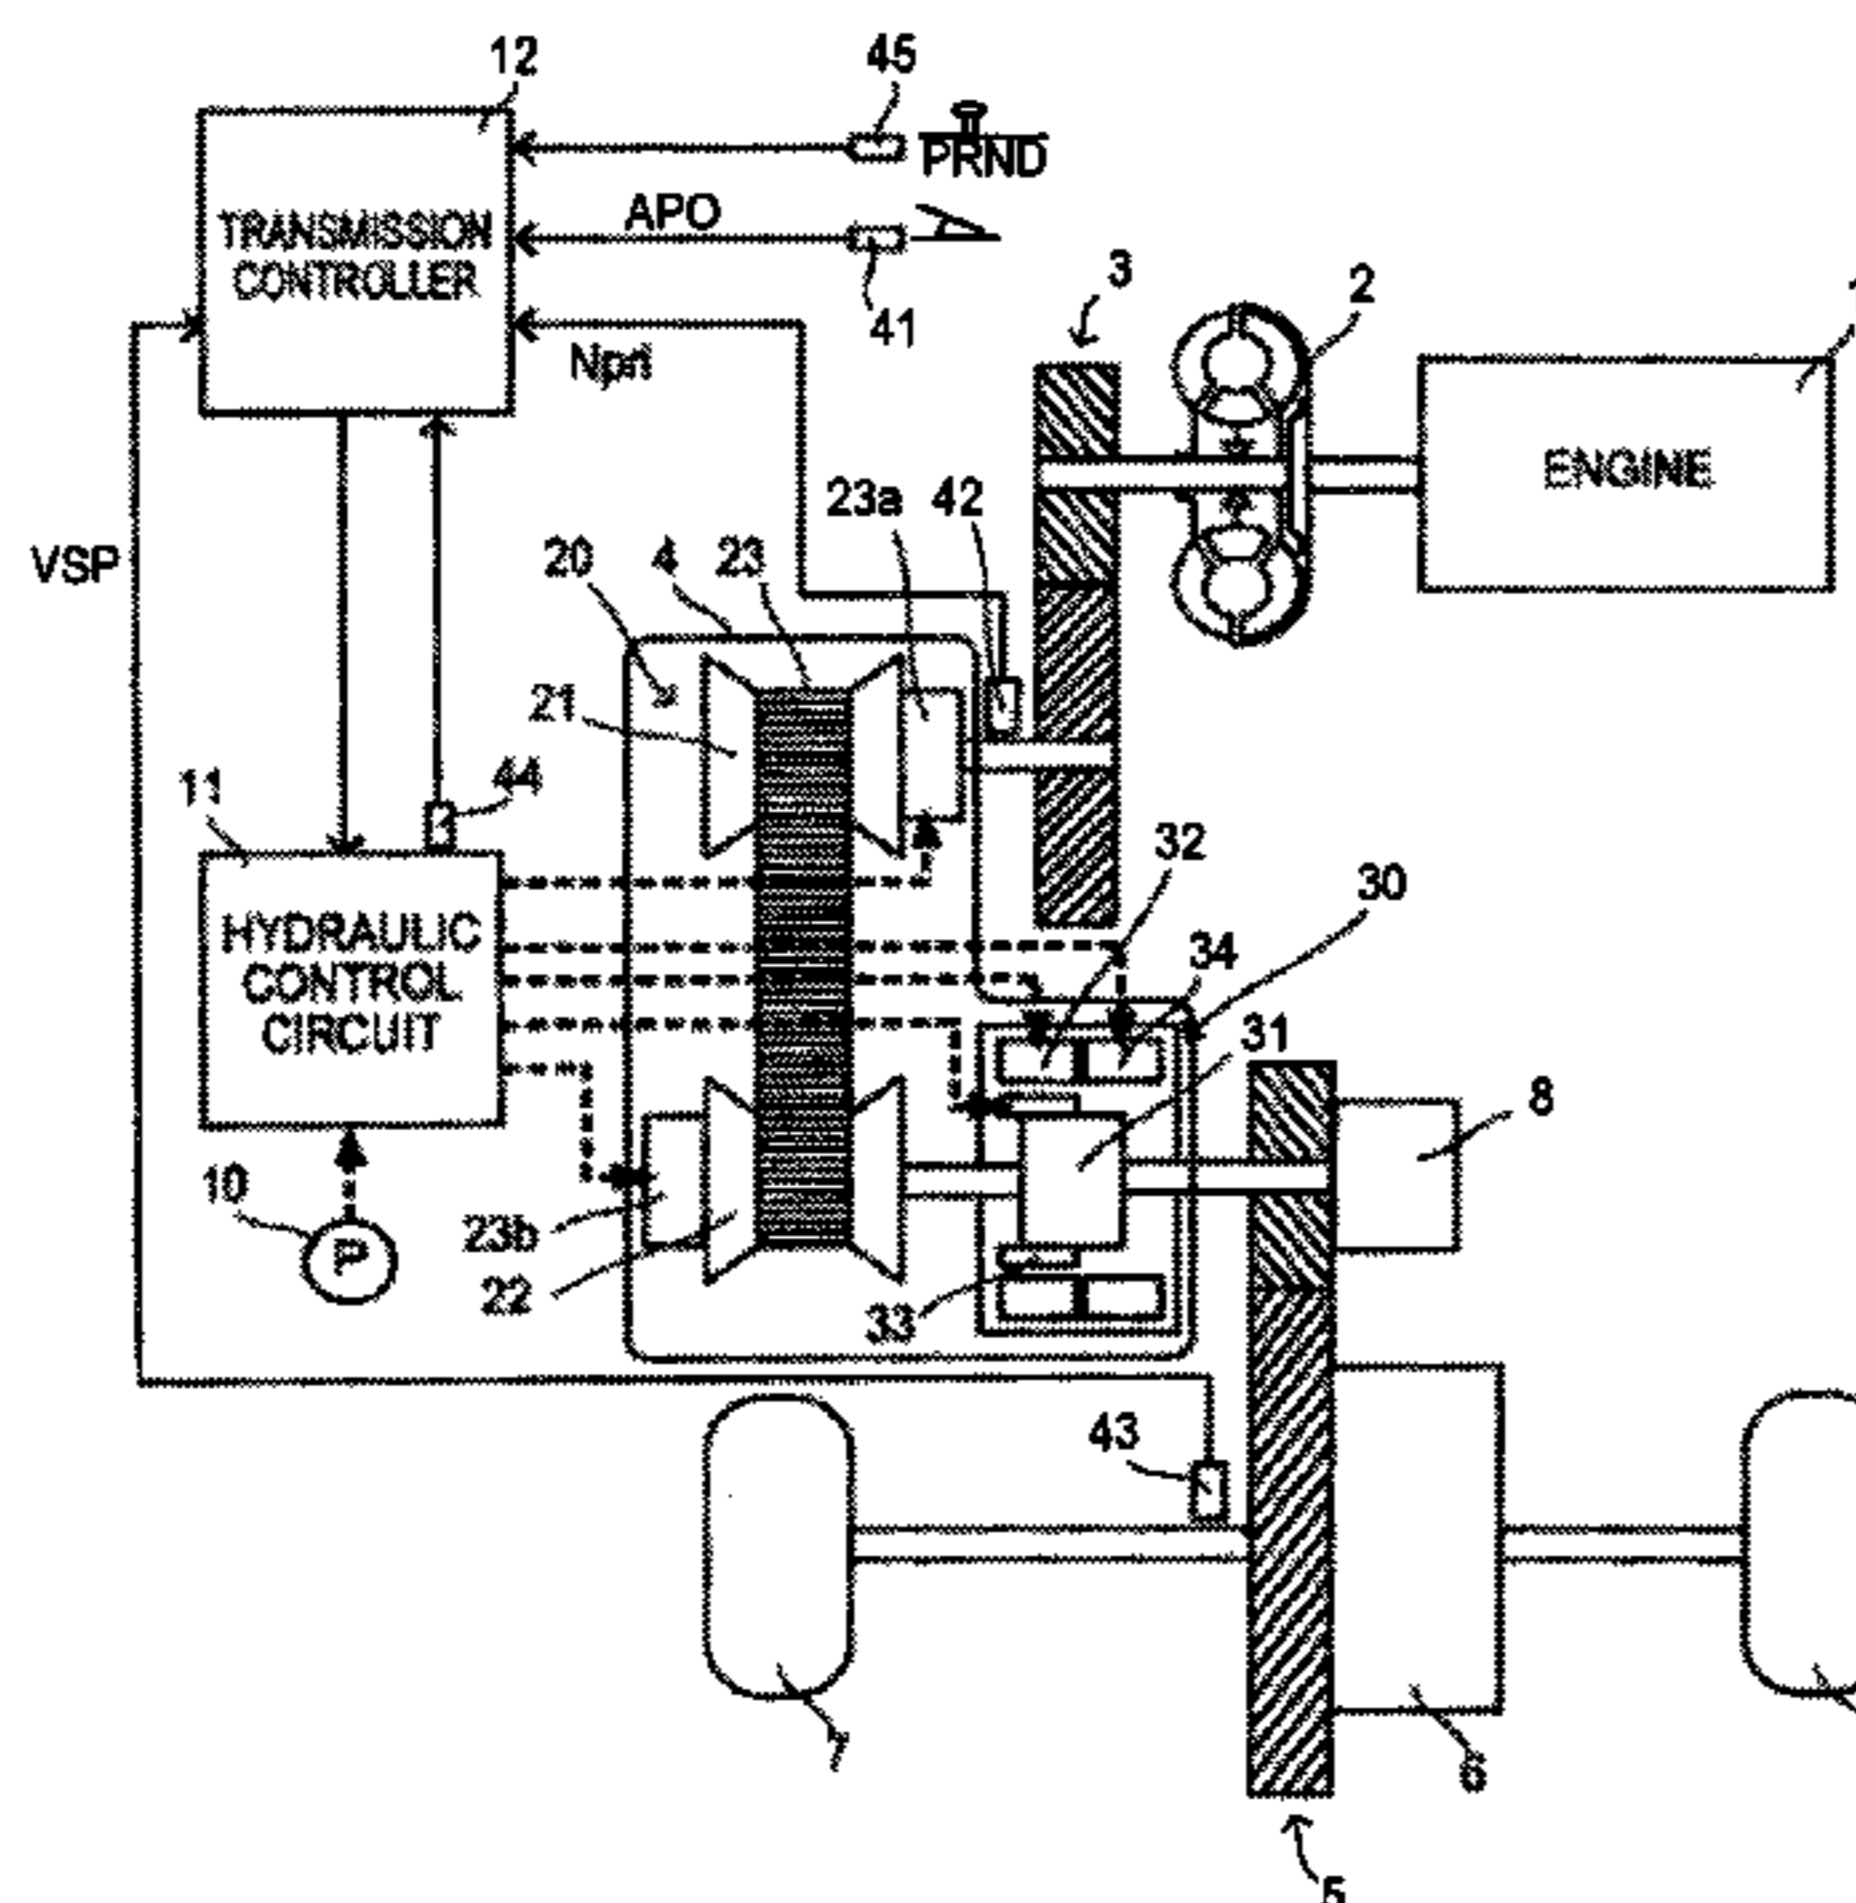 12
45
PRND
TRANSMISSION
CONTROLLER
APO
41
Npri
3
2
1
ENGINE
VSP
20
4
23
23a
42
21
11
44
32
30
34
31
HYDRAULIC
CONTROL
CIRCUIT
8
10
P
23b
22
33
43
7
6
5